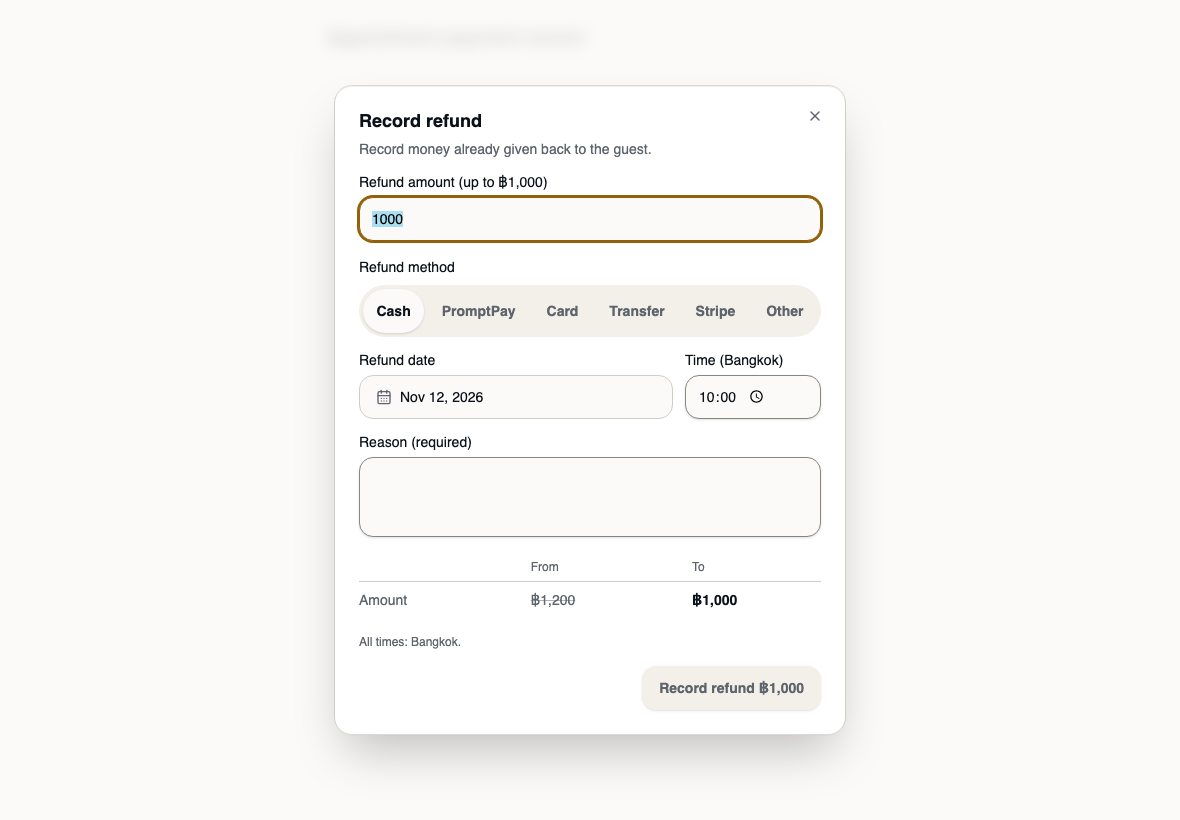 Record refund
Record money already given back to the guest.
Refund amount (up to ฿1,000)
1000
Refund method
Cash PromptPay Card Transfer Stripe Other
Refund date Time (Bangkok)
Nov 12, 2026 10:00
Reason (required)
From To
Amount ฿1,200 ฿1,000
All times: Bangkok.
Record refund ฿1,000